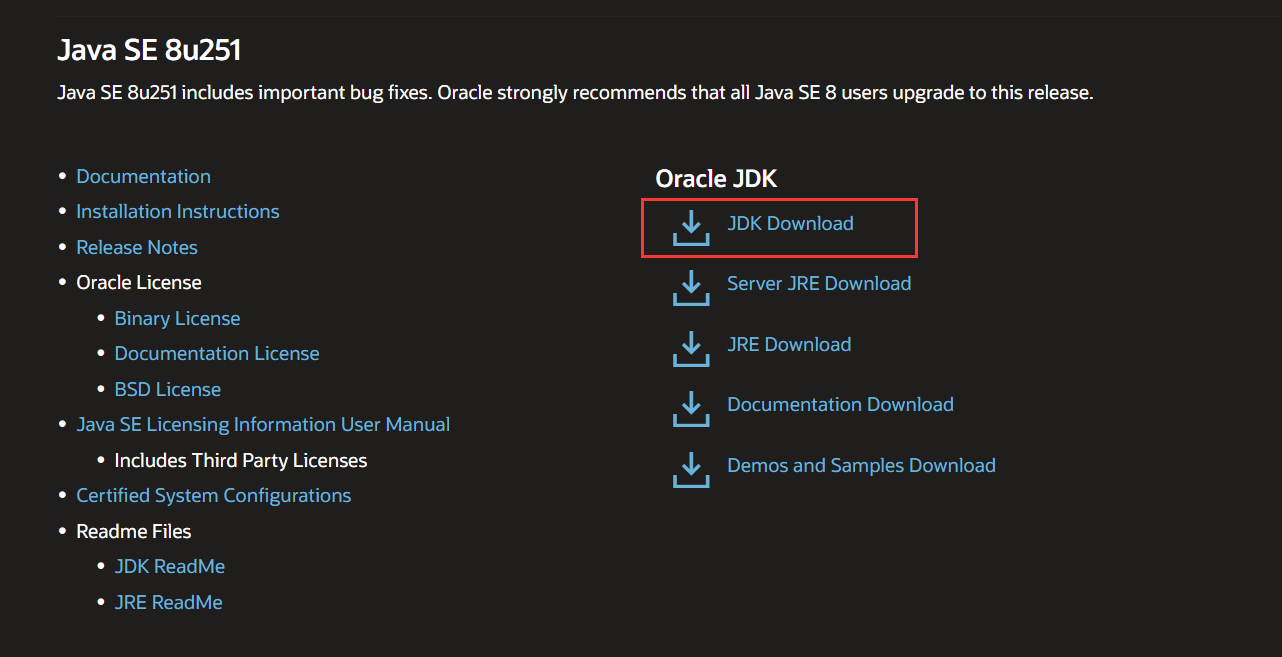 Java SE 8u251
Java SE 8u251 includes important bug fixes. Oracle strongly recommends that all Java SE 8 users upgrade to this release.
Documentation
Installation Instructions
Release Notes
Oracle License
Binary License
Documentation License
BSD License
Java SE Licensing Information User Manual
Includes Third Party Licenses
Certified System Configurations
Readme Files
JDK ReadMe
JRE ReadMe
Oracle JDK
JDK Download
Server JRE Download
JRE Download
Documentation Download
Demos and Samples Download